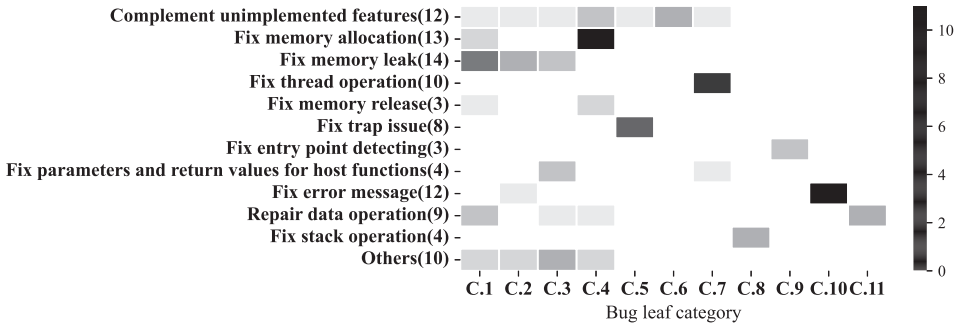 Complement unimplemented features(12)
Fix memory allocation(13)
Fix memory leak(14)
Fix thread operation(10)
Fix memory release(3)
Fix trap issue(8)
Fix entry point detecting(3)
Fix parameters and return values for host functions(4)
Fix error message(12)
Repair data operation(9)
Fix stack operation(4)
Others(10)
C.1 C.2 C.3 C.4 C.5 C.6 C.7 C.8 C.9 C.10 C.11
Bug leaf category
10
8
6
4
2
0